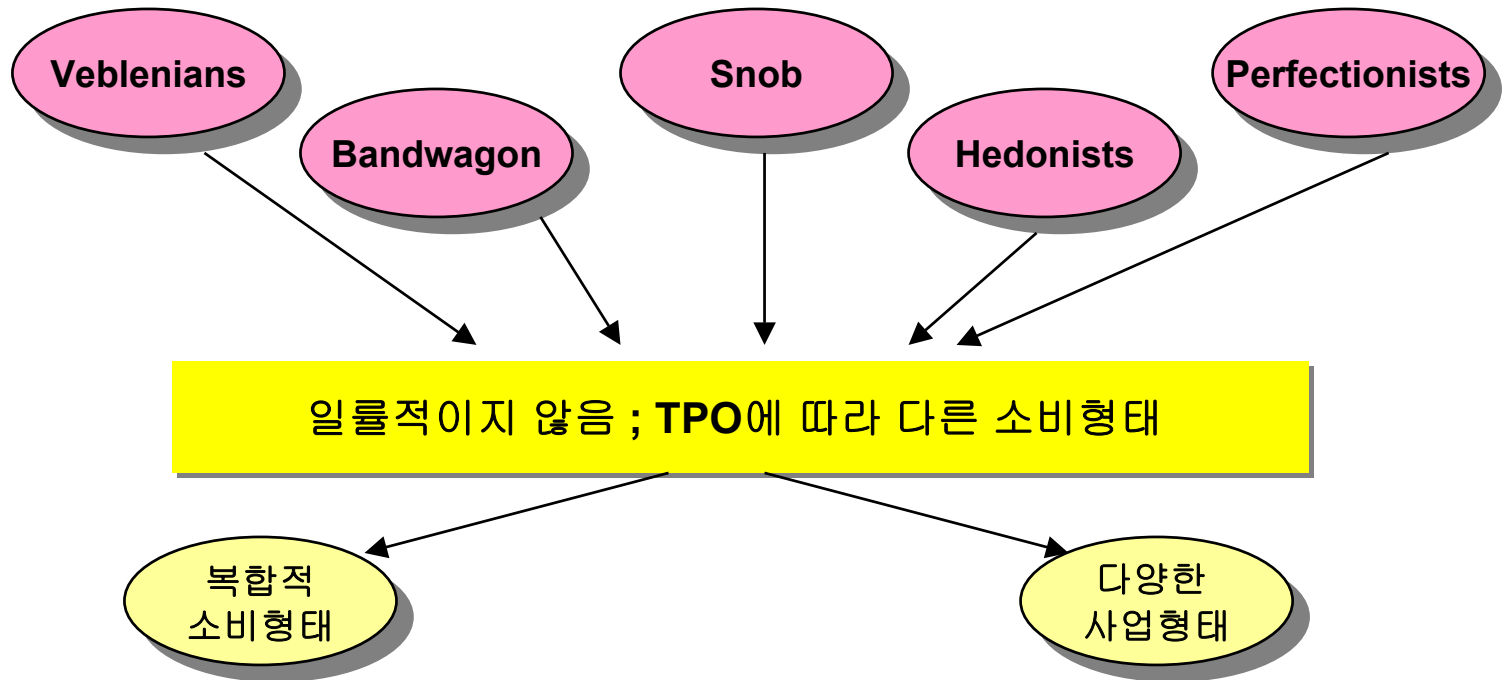 Veblenians
Bandwagon
Snob
Hedonists
Perfectionists
일률적이지 않음 ; TPO에 따라 다른 소비형태
복합적
소비형태
다양한
사업형태